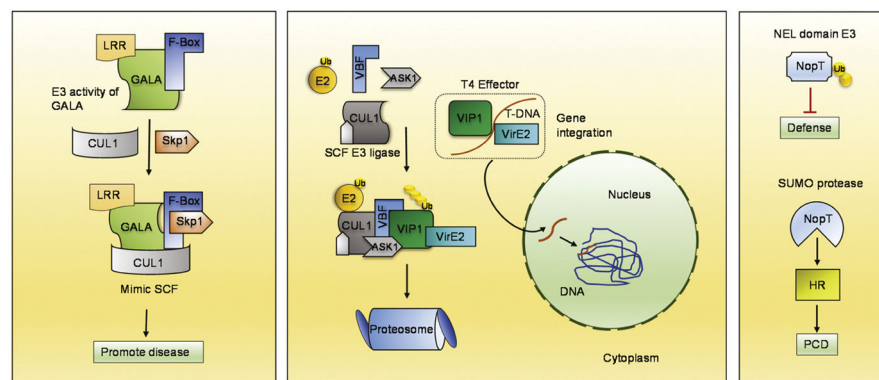 LRR
F-Box
GALA
E3 activity of
GALA
CUL1
Skp1
LRR
F-Box
Skp1
GALA
CUL1
Mimic SCF
Promote disease
Ub
E2
VBF
ASK1
CUL1
SCF E3 ligase
Ub
E2
VBF
Ub
CUL1
VIP1
ASK1
VirE2
Proteosome
T4 Effector
VIP1
T-DNA
VirE2
Gene
integration
Nucleus
DNA
Cytoplasm
NEL domain E3
NopT
Ub
Defense
SUMO protease
NopT
HR
PCD